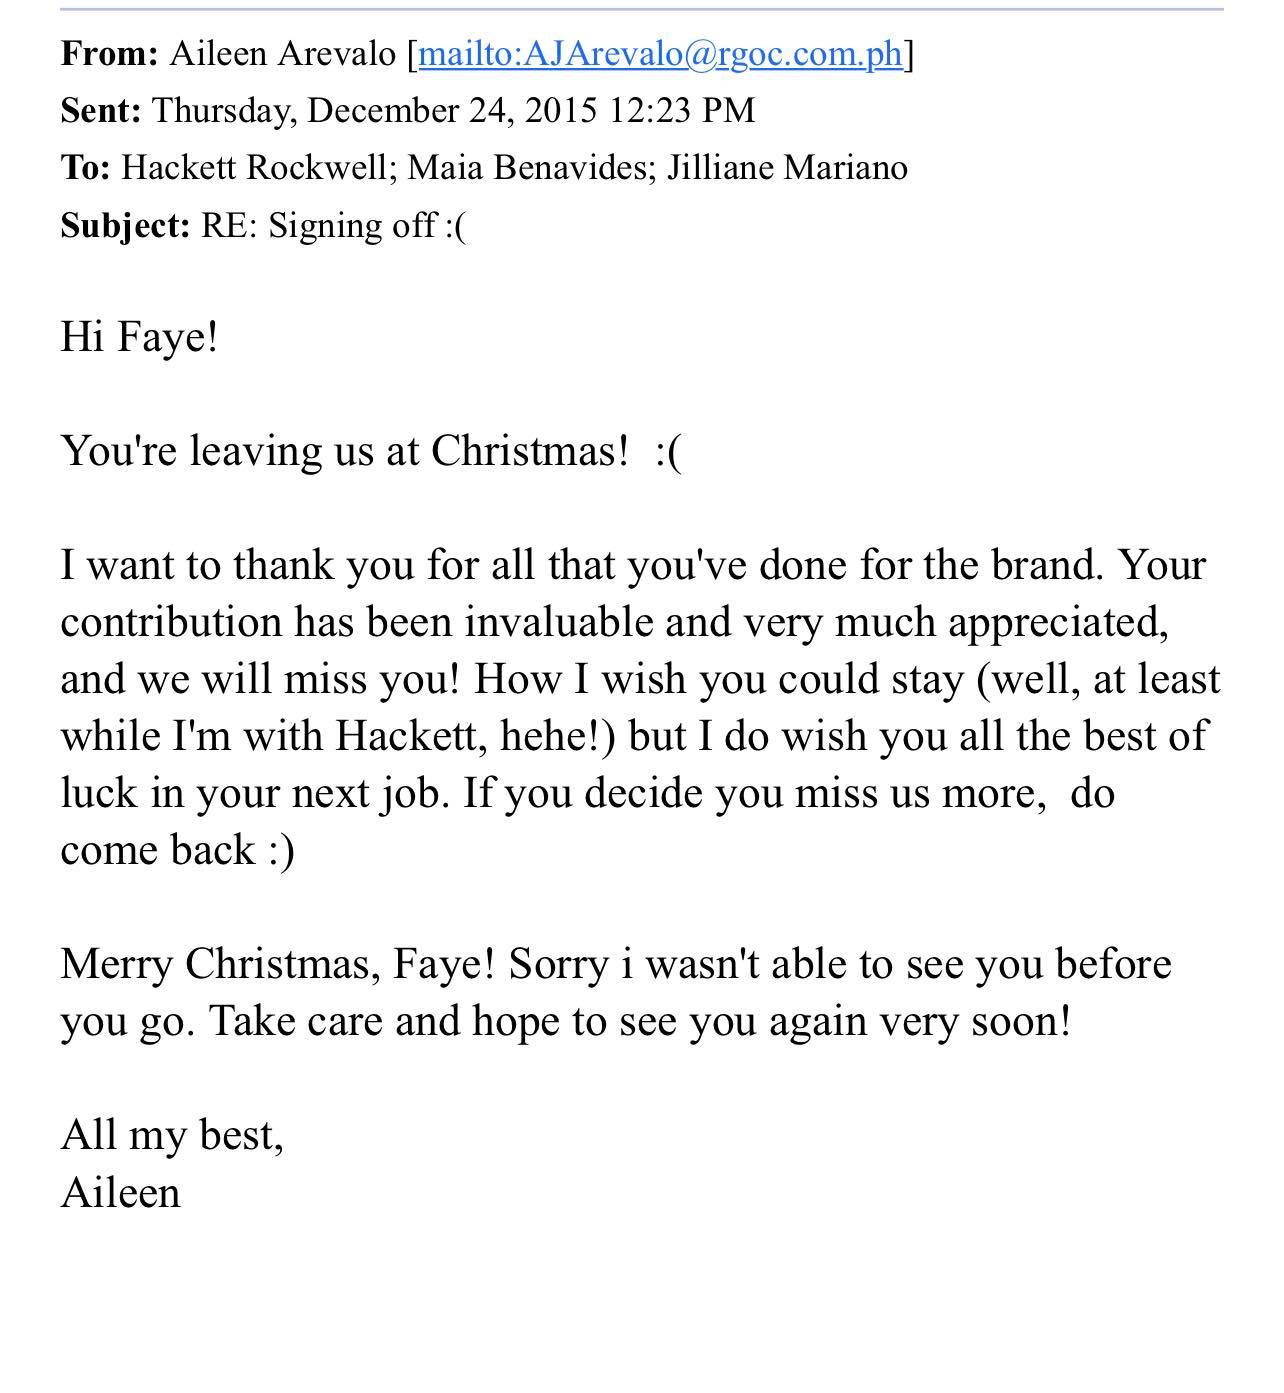 From: Aileen Arevalo [mailto:AJArevalo@rgoc.com.ph]
Sent: Thursday, December 24, 2015 12:23 PM
To: Hackett Rockwell; Maia Benavides; Jilliane Mariano
Subject: RE: Signing off :(
Hi Faye!
You're leaving us at Christmas!  :(
I want to thank you for all that you've done for the brand. Your
contribution has been invaluable and very much appreciated,
and we will miss you! How I wish you could stay (well, at least
while I'm with Hackett, hehe!) but I do wish you all the best of
luck in your next job. If you decide you miss us more,  do
come back :)
Merry Christmas, Faye! Sorry i wasn't able to see you before
you go. Take care and hope to see you again very soon!
All my best,
Aileen